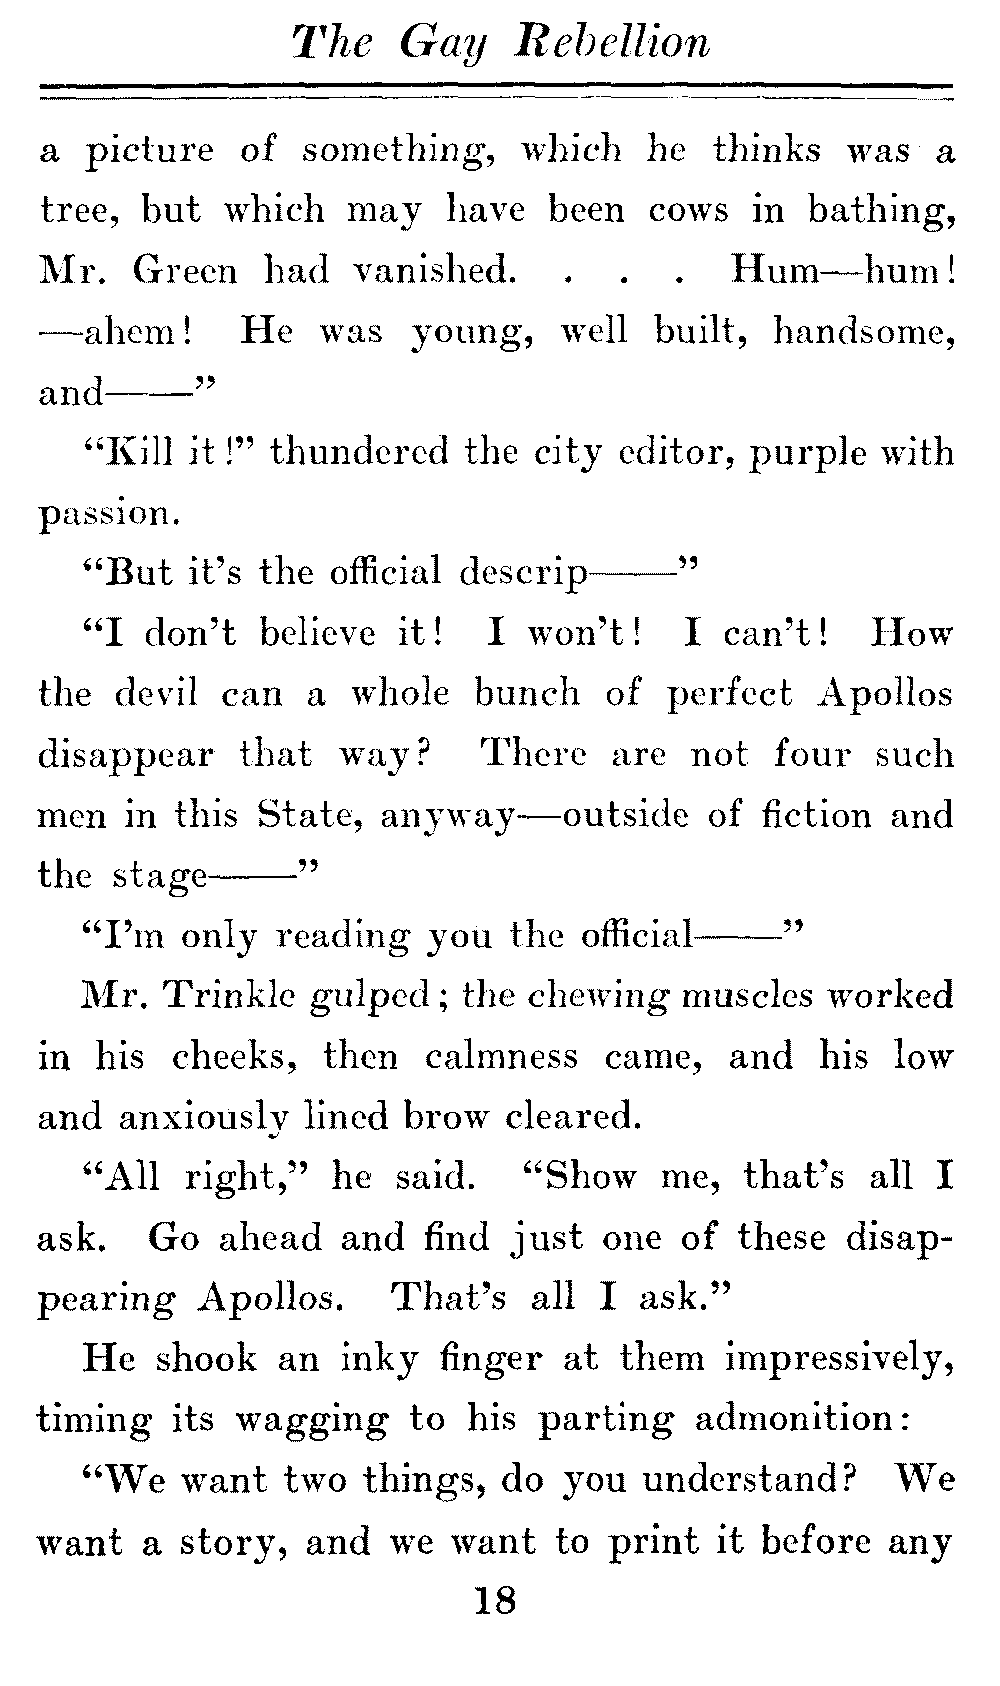 The Gay Rebellion
a picture of something, which he thinks was a
tree, but which may have been cows in bathing,
Mr. Green had vanished. . . . Hum—hum!
—ahem! He was young, well built, handsome,
and——”
“Kill it!” thundered the city editor, purple with
passion.
“But it’s the official descrip——”
“I don’t believe it! I won’t! I can’t! How
the devil can a whole bunch of perfect Apollos
disappear that way? There are not four such
men in this State, anyway—outside of fiction and
the stage——”
“I’m only reading you the official——”
Mr. Trinkle gulped; the chewing muscles worked
in his cheeks, then calmness came, and his low
and anxiously lined brow cleared.
“All right,” he said. “Show me, that’s all I
ask. Go ahead and find just one of these disap-
pearing Apollos. That’s all I ask.”
He shook an inky finger at them impressively,
timing its wagging to his parting admonition:
“We want two things, do you understand? We
want a story, and we want to print it before any
18